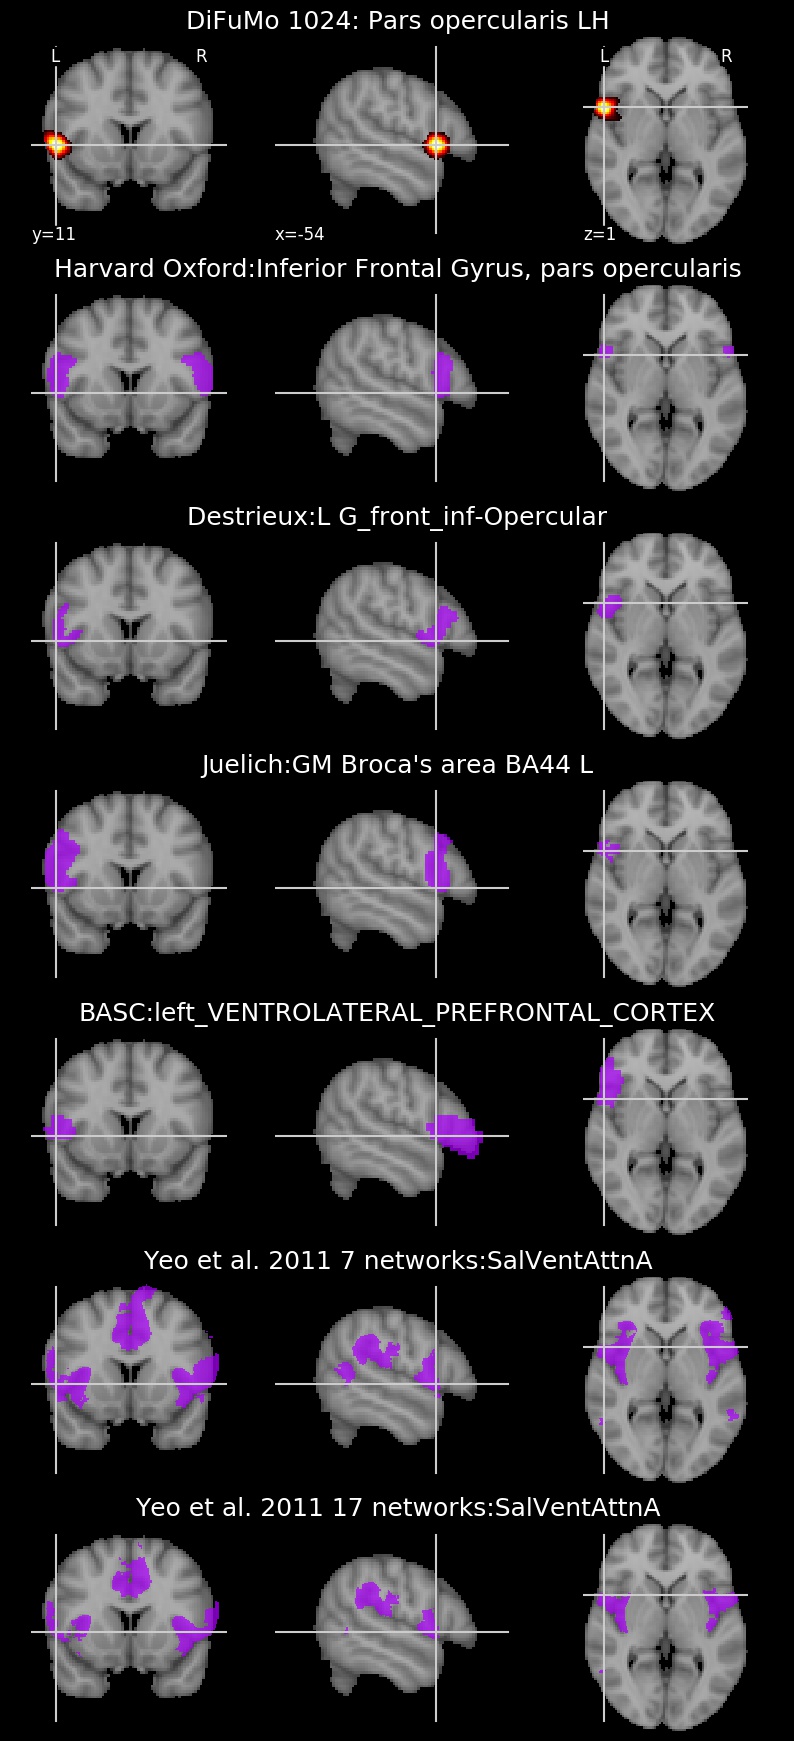 DiFuMo 1024: Pars opercularis LH
L R L R
y=11 x=-54 z=1
Harvard Oxford:Inferior Frontal Gyrus, pars opercularis
Destrieux:L G_front_inf-Opercular
Juelich:GM Broca's area BA44 L
BASC:left_VENTROLATERAL_PREFRONTAL_CORTEX
Yeo et al. 2011 7 networks:SalVentAttnA
Yeo et al. 2011 17 networks:SalVentAttnA